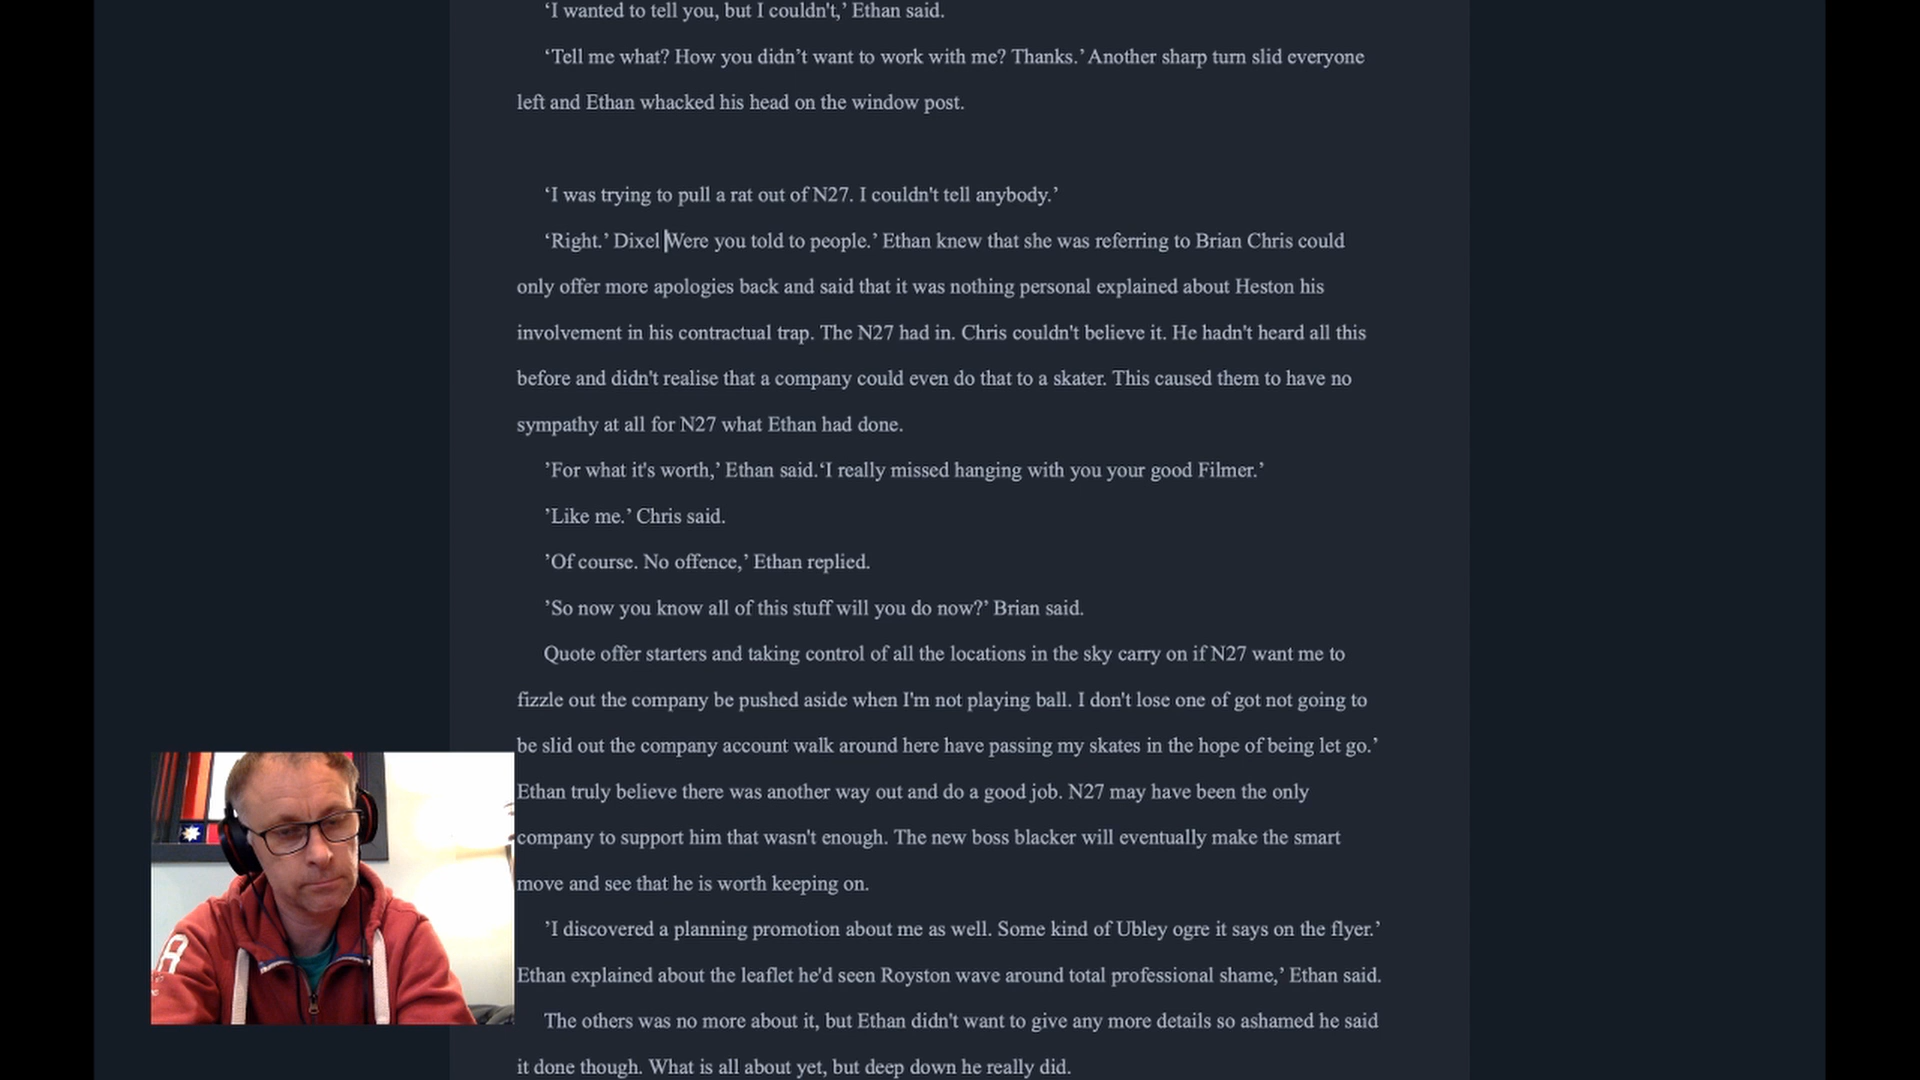 ‘I wanted to tell you, but I couldn't,’ Ethan said.
‘Tell me what? How you didn’t want to work with me? Thanks.’ Another sharp turn slid everyone
left and Ethan whacked his head on the window post.
‘I was trying to pull a rat out of N27. I couldn't tell anybody.’
‘Right.’ Dixel Were you told to people.’ Ethan knew that she was referring to Brian Chris could
only offer more apologies back and said that it was nothing personal explained about Heston his
involvement in his contractual trap. The N27 had in. Chris couldn't believe it. He hadn't heard all this
before and didn't realise that a company could even do that to a skater. This caused them to have no
sympathy at all for N27 what Ethan had done.
’For what it's worth,’ Ethan said.‘I really missed hanging with you your good Filmer.’
’Like me.’ Chris said.
’Of course. No offence,’ Ethan replied.
’So now you know all of this stuff will you do now?’ Brian said.
Quote offer starters and taking control of all the locations in the sky carry on if N27 want me to
fizzle out the company be pushed aside when I'm not playing ball. I don't lose one of got not going to
be slid out the company account walk around here have passing my skates in the hope of being let go.’
Ethan truly believe there was another way out and do a good job. N27 may have been the only
company to support him that wasn't enough. The new boss blacker will eventually make the smart
move and see that he is worth keeping on.
’I discovered a planning promotion about me as well. Some kind of Ubley ogre it says on the flyer.’
Ethan explained about the leaflet he'd seen Royston wave around total professional shame,’ Ethan said.
The others was no more about it, but Ethan didn't want to give any more details so ashamed he said
it done though. What is all about yet, but deep down he really did.